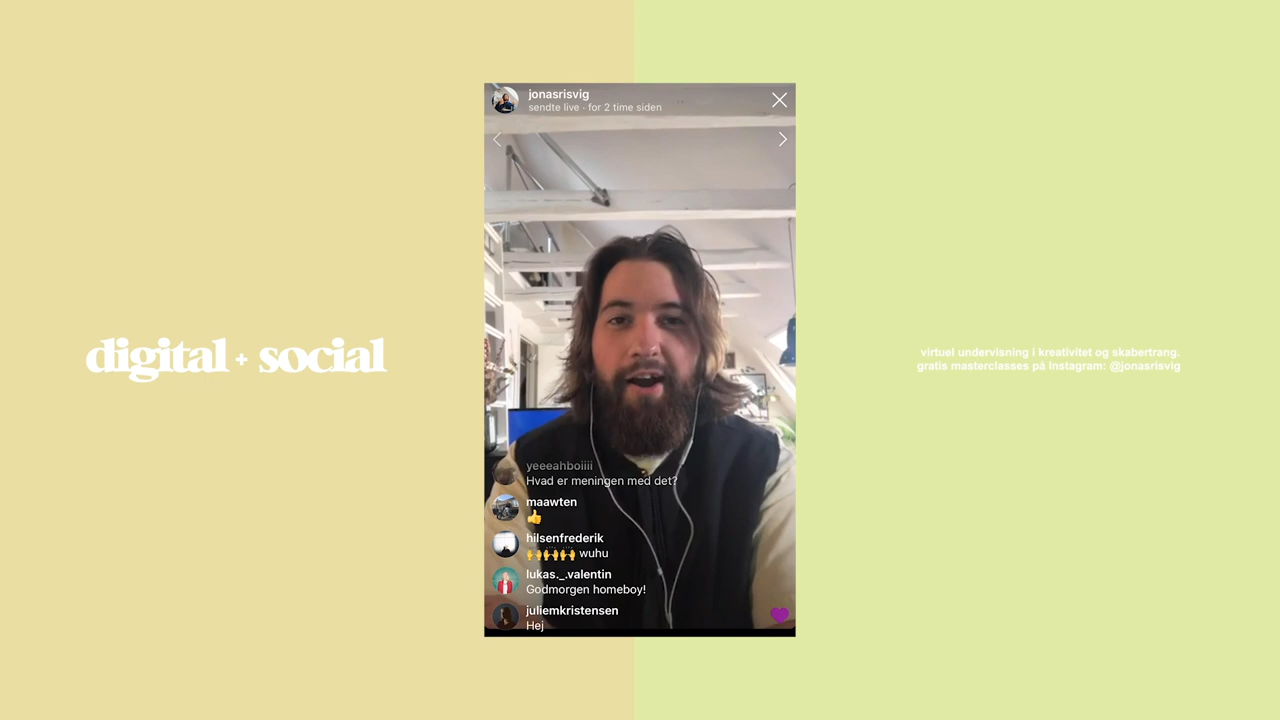 digital + social
jonasrisvig
sendte live · for 2 time siden
yeeeahboiiii
Hvad er meningen med det?
maawten
👍
hilsenfrederik
🙌🙌🙌 wuhu
lukas._.valentin
Godmorgen homeboy!
juliemkristensen
Hej
virtuel undervisning i kreativitet og skabertrang.
gratis masterclasses på Instagram: @jonasrisvig